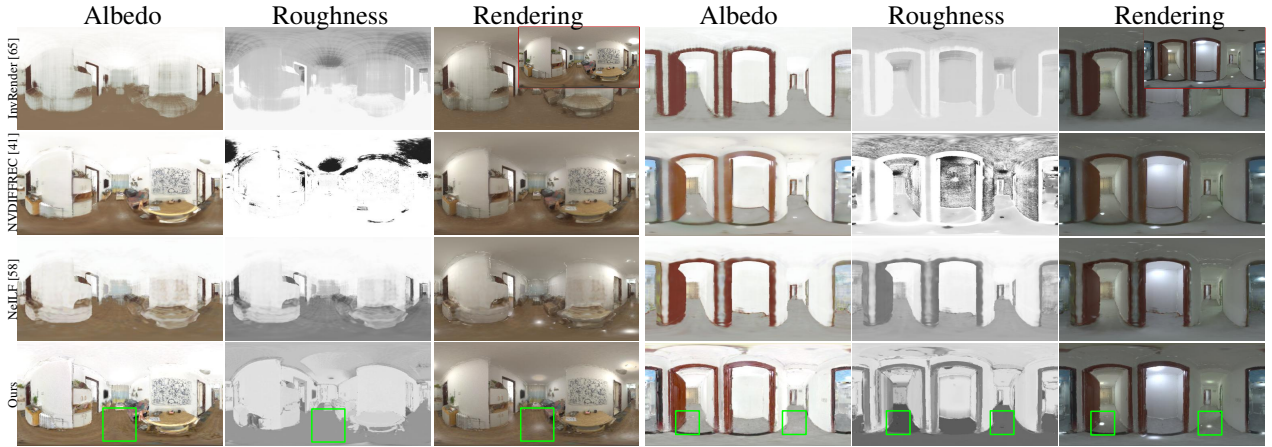 Albedo Roughness Rendering Albedo Roughness Rendering
InvRender [65]
NVDIFFREC [41]
NeILF [58]
Ours